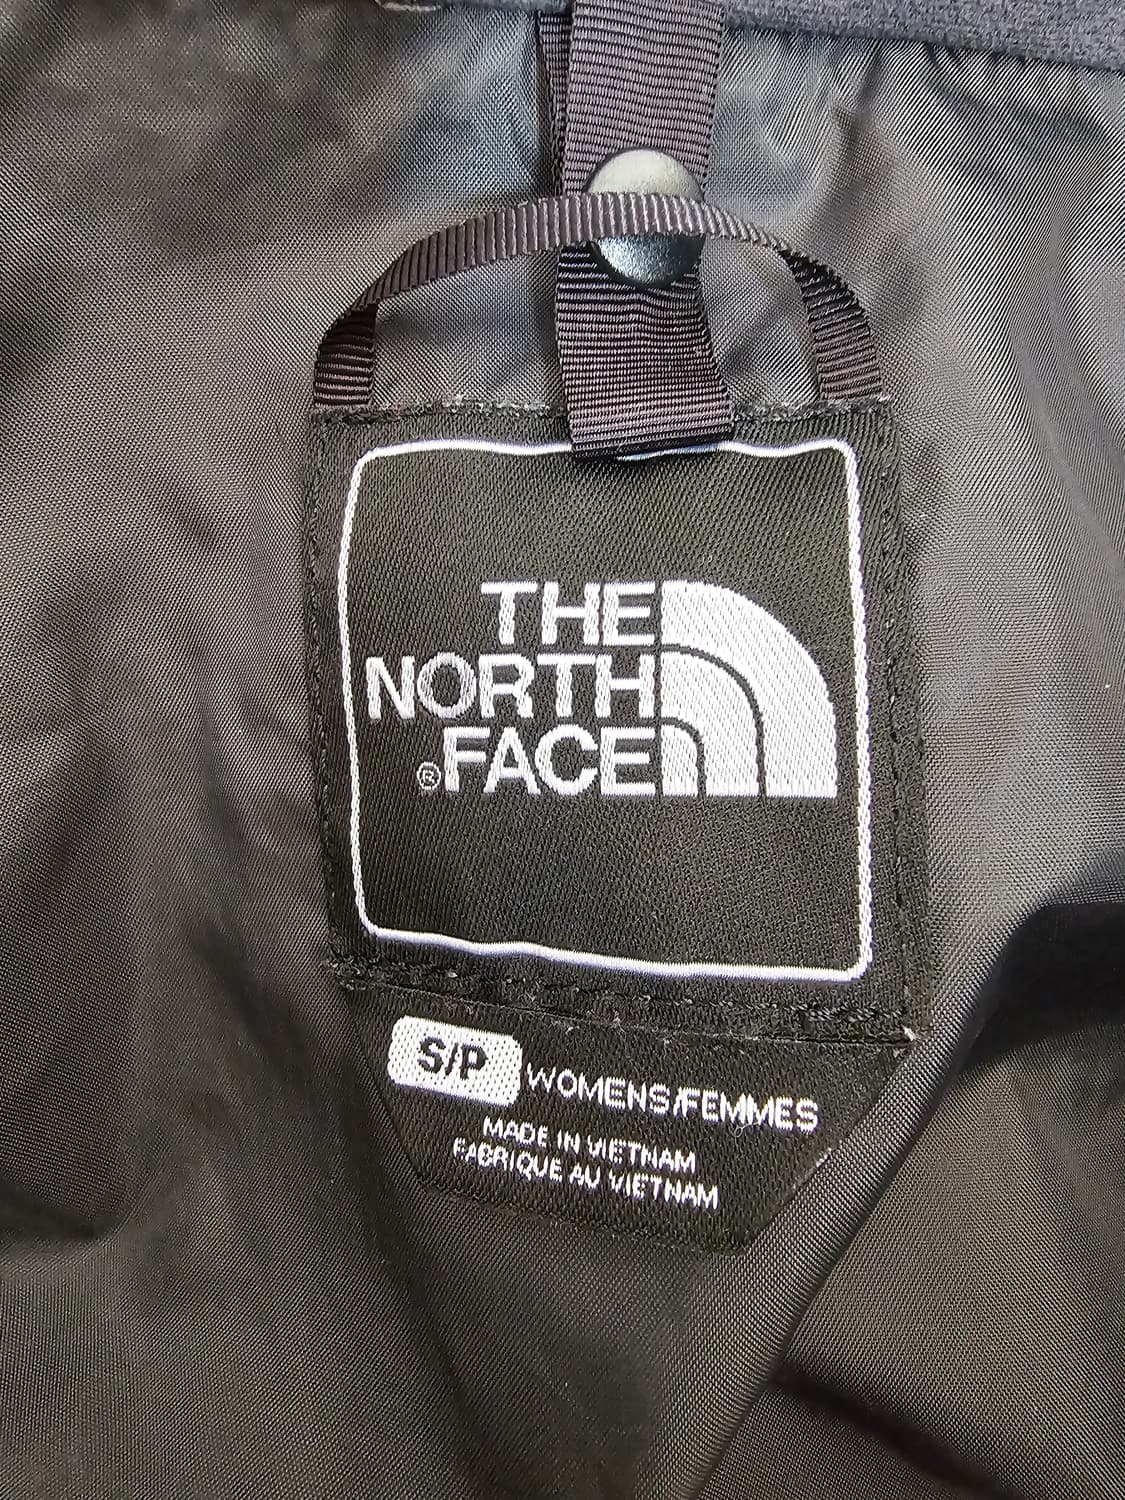 THE
NORTH
®FACE
S/P WOMENS/FEMMES
MADE IN VIETNAM
FABRIQUE AU VIETNAM